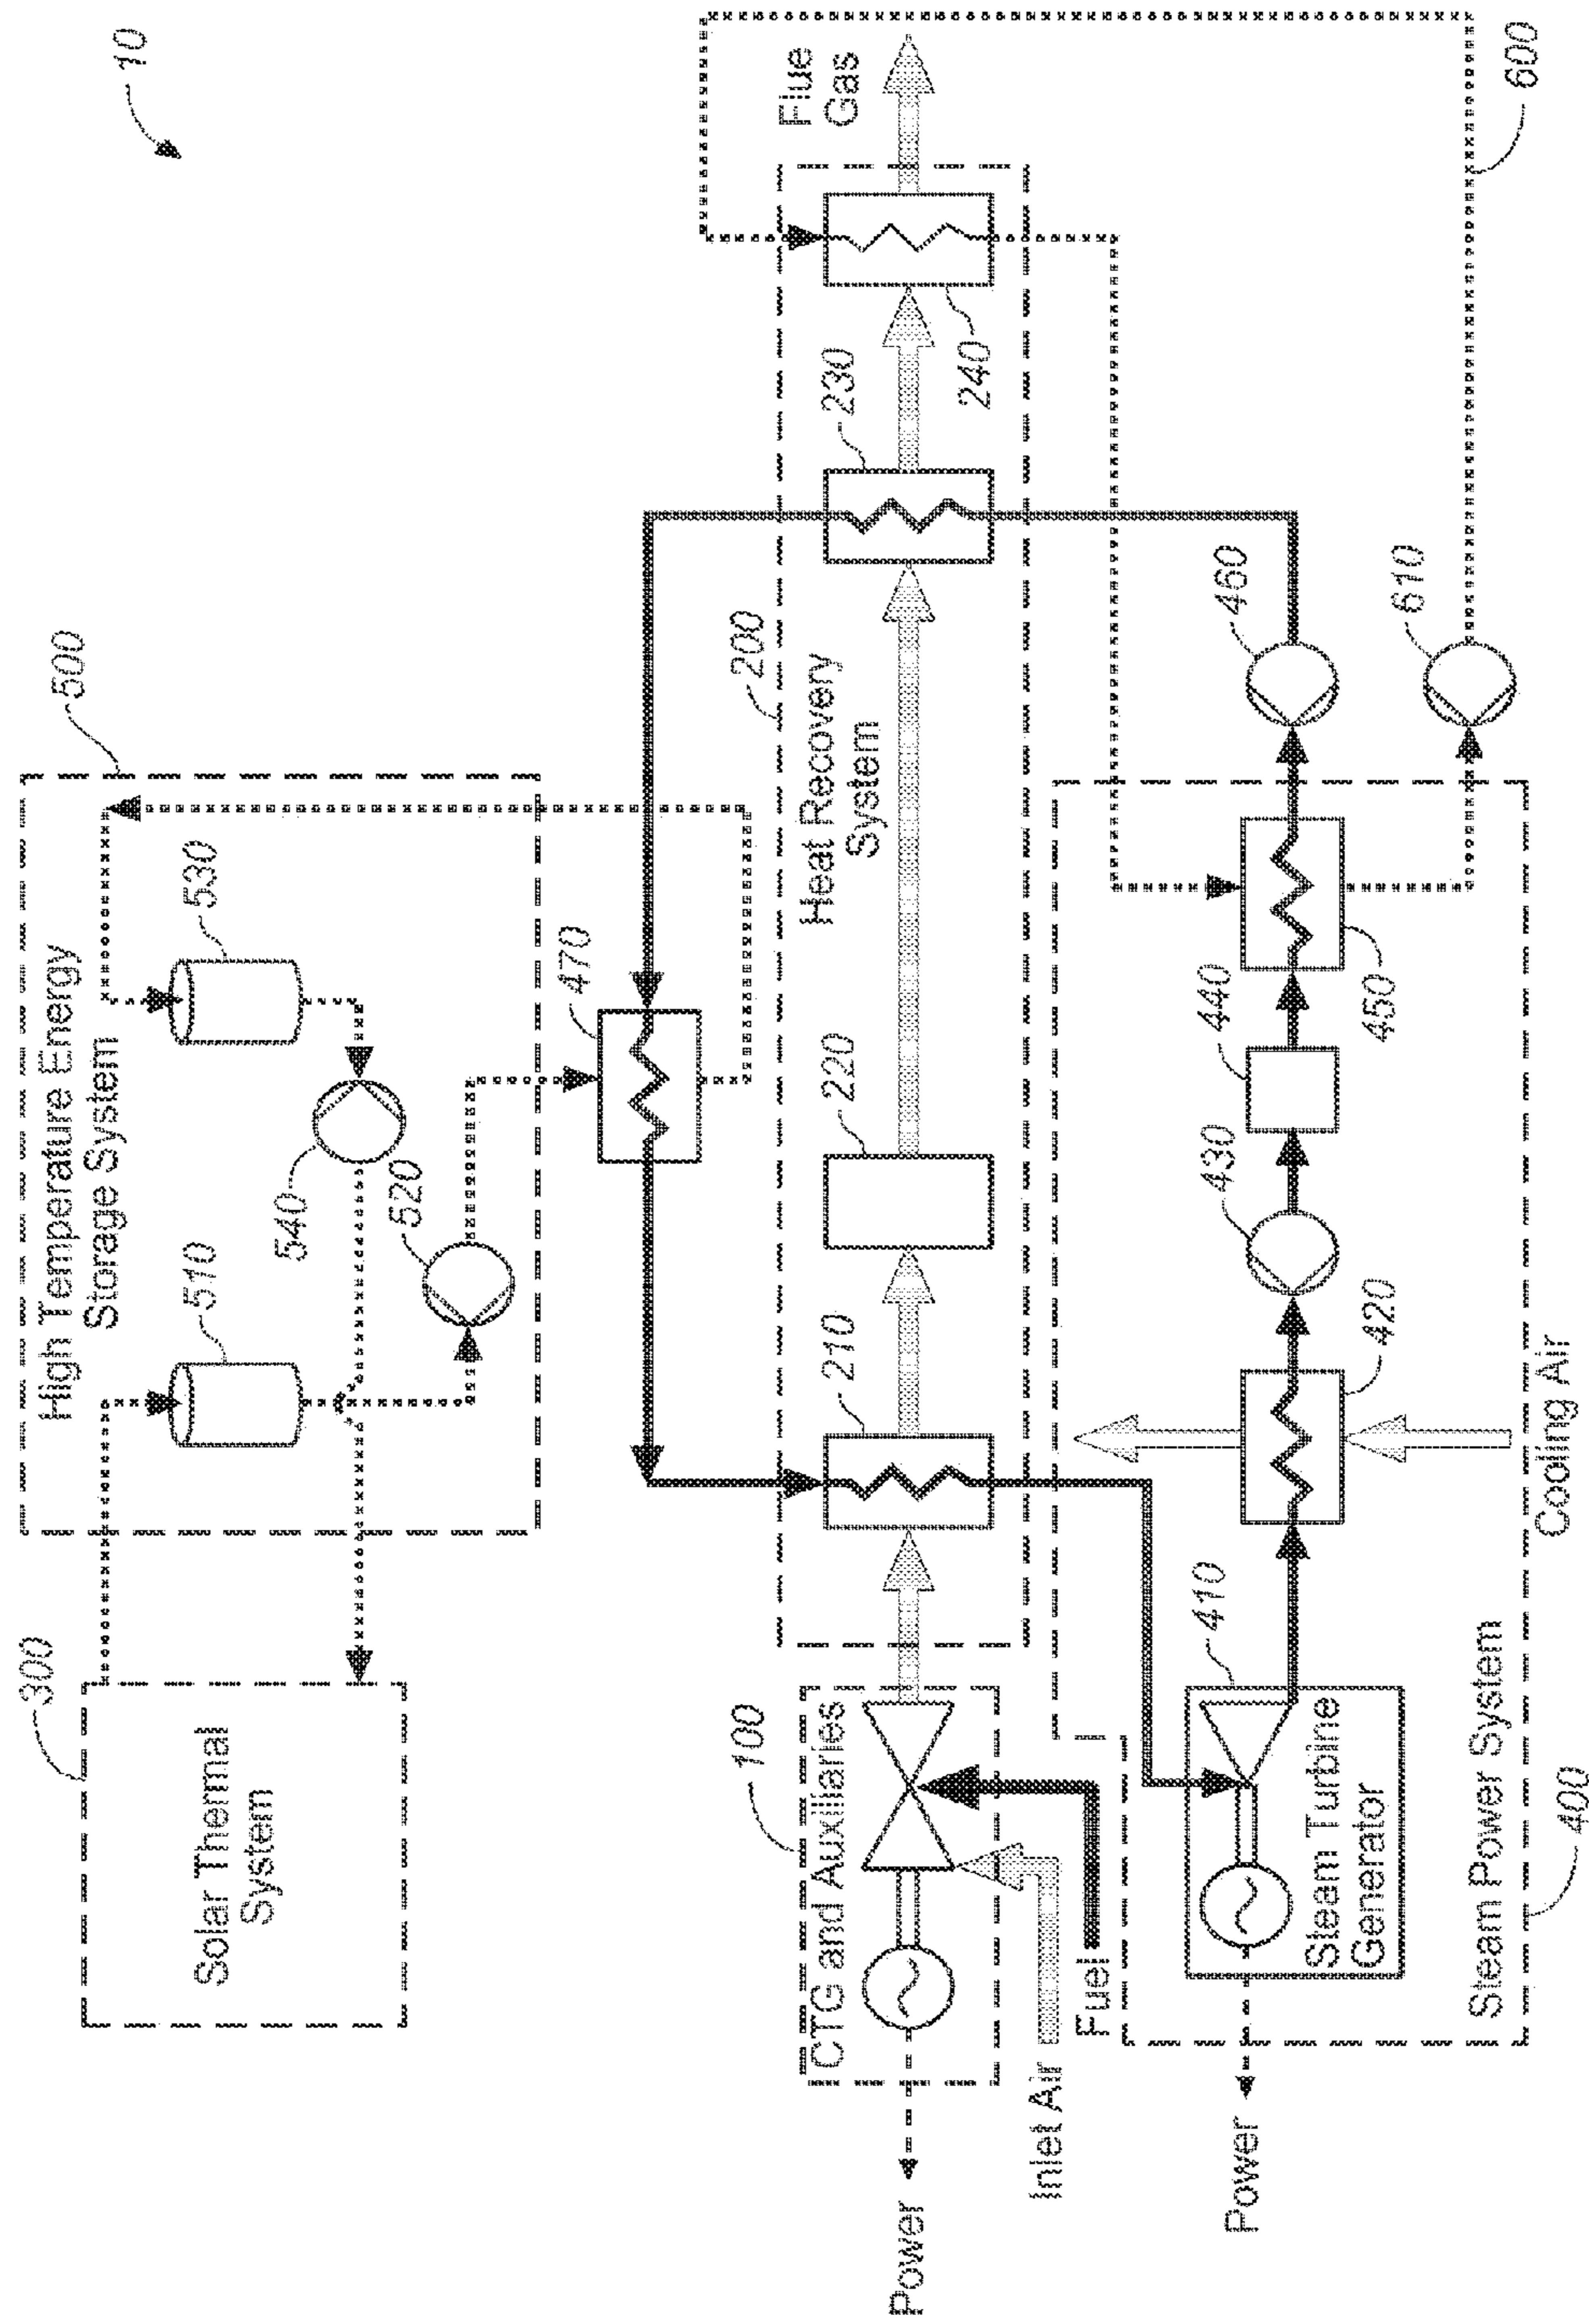 10
300
Solar Thermal
System
High Temperature Energy
Storage System
500
510
530
540
520
470
200
Heat Recovery
System
210
220
230
240
Flue
Gas
100
CTG and Auxiliaries
Power
Inlet Air
Fuel
410
Steam Turbine
Generator
Power
Steam Power System
400
Cooling Air
420
430
440
450
460
610
600